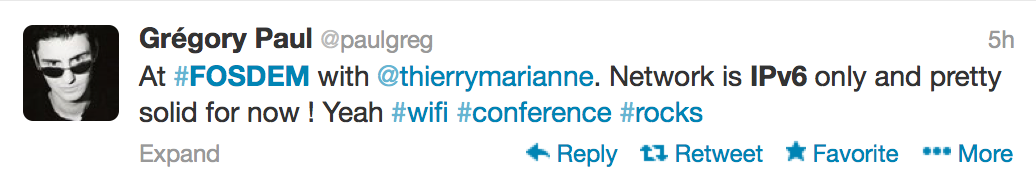 Grégory Paul @paulgreg 5h
At #FOSDEM with @thierrymarianne. Network is IPv6 only and pretty
solid for now ! Yeah #wifi #conference #rocks
Expand Reply Retweet Favorite More